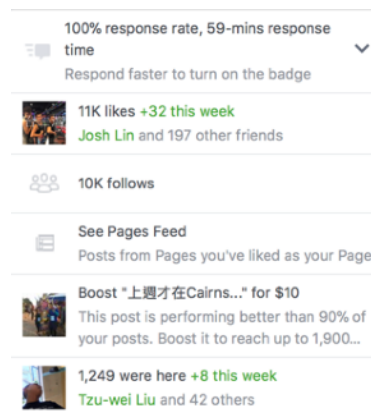 100% response rate, 59-mins response
time
Respond faster to turn on the badge
11K likes +32 this week
Josh Lin and 197 other friends
10K follows
See Pages Feed
Posts from Pages you've liked as your Page
Boost "上週才在Cairns..." for $10
This post is performing better than 90% of
your posts. Boost it to reach up to 1,900...
1,249 were here +8 this week
Tzu-wei Liu and 42 others